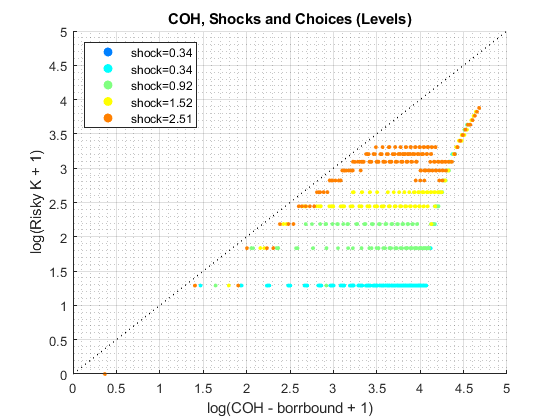 COH, Shocks and Choices (Levels)
shock=0.34
shock=0.34
shock=0.92
shock=1.52
shock=2.51
log(Risky K + 1)
5
4.5
4
3.5
3
2.5
2
1.5
1
0.5
0
0 0.5 1 1.5 2 2.5 3 3.5 4 4.5 5
log(COH - borrbound + 1)